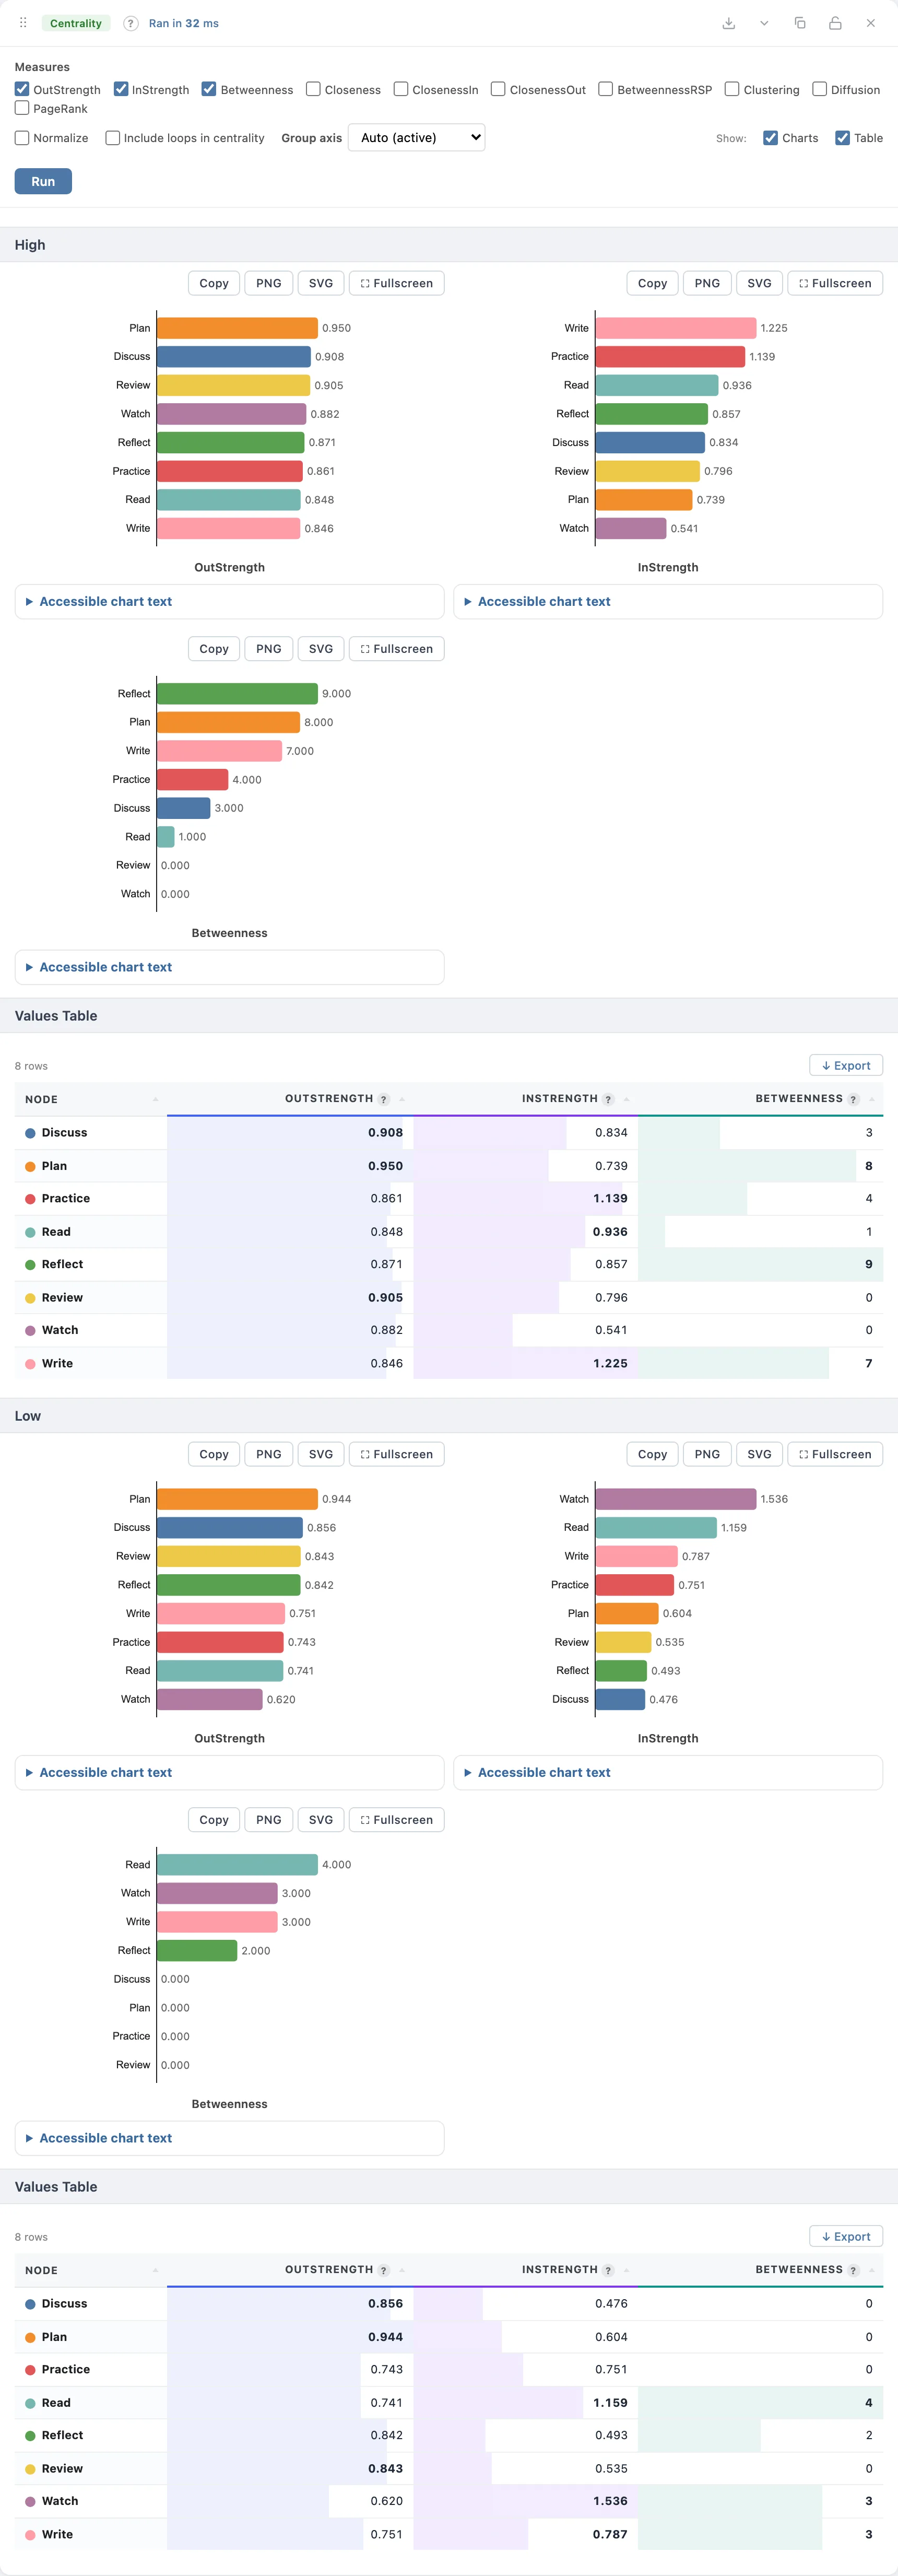 Centrality ? Ran in 32 ms
Measures
OutStrength InStrength Betweenness Closeness ClosenessIn ClosenessOut BetweennessRSP Clustering Diffusion
PageRank
Normalize Include loops in centrality Group axis Auto (active) Show: Charts Table
Run
High
Copy PNG SVG Fullscreen
Plan 0.950
Discuss 0.908
Review 0.905
Watch 0.882
Reflect 0.871
Practice 0.861
Read 0.848
Write 0.846
OutStrength
Accessible chart text
Copy PNG SVG Fullscreen
Write 1.225
Practice 1.139
Read 0.936
Reflect 0.857
Discuss 0.834
Review 0.796
Plan 0.739
Watch 0.541
InStrength
Accessible chart text
Copy PNG SVG Fullscreen
Reflect 9.000
Plan 8.000
Write 7.000
Practice 4.000
Discuss 3.000
Read 1.000
Review 0.000
Watch 0.000
Betweenness
Accessible chart text
Values Table
8 rows ↓ Export
NODE OUTSTRENGTH ? INSTRENGTH ? BETWEENNESS ?
Discuss 0.908 0.834 3
Plan 0.950 0.739 8
Practice 0.861 1.139 4
Read 0.848 0.936 1
Reflect 0.871 0.857 9
Review 0.905 0.796 0
Watch 0.882 0.541 0
Write 0.846 1.225 7
Low
Copy PNG SVG Fullscreen
Plan 0.944
Discuss 0.856
Review 0.843
Reflect 0.842
Write 0.751
Practice 0.743
Read 0.741
Watch 0.620
OutStrength
Accessible chart text
Copy PNG SVG Fullscreen
Watch 1.536
Read 1.159
Write 0.787
Practice 0.751
Plan 0.604
Review 0.535
Reflect 0.493
Discuss 0.476
InStrength
Accessible chart text
Copy PNG SVG Fullscreen
Read 4.000
Watch 3.000
Write 3.000
Reflect 2.000
Discuss 0.000
Plan 0.000
Practice 0.000
Review 0.000
Betweenness
Accessible chart text
Values Table
8 rows ↓ Export
NODE OUTSTRENGTH ? INSTRENGTH ? BETWEENNESS ?
Discuss 0.856 0.476 0
Plan 0.944 0.604 0
Practice 0.743 0.751 0
Read 0.741 1.159 4
Reflect 0.842 0.493 2
Review 0.843 0.535 0
Watch 0.620 1.536 3
Write 0.751 0.787 3